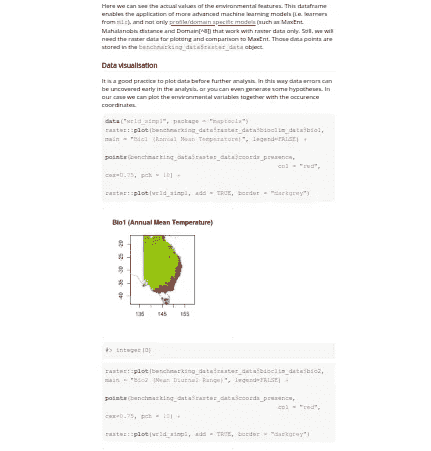 Here we can see the actual values of the environmental features. This dataframe
enables the application of more advanced machine learning models (i.e. learners
from mlr), and not only profile/domain specific models (such as MaxEnt,
Mahalanobis distance and Domain[^8]) that work with raster data only. Still, we will
need the raster data for plotting and comparison to MaxEnt. Those data points are
stored in the benchmarking_data$raster_data object.
Data visualisation
It is a good practice to plot data before further analysis. In this way data errors can
be uncovered early in the analysis, or you can even generate some hypotheses. In
our case we can plot the environmental variables together with the occurence
coordinates.
data("wrld_simpl", package = "maptools")
raster::plot(benchmarking_data$raster_data$bioclim_data$bio1,
main = "Bio1 (Annual Mean Temperature)", legend=FALSE) +
points(benchmarking_data$raster_data$coords_presence,
col = "red",
cex=0.75, pch = 16) +
raster::plot(wrld_simpl, add = TRUE, border = "darkgrey")
Bio1 (Annual Mean Temperature)
-20
-25
-30
-35
-40
135 145 155
#> integer(0)
raster::plot(benchmarking_data$raster_data$bioclim_data$bio2,
main = "Bio2 (Mean Diurnal Range)", legend=FALSE) +
points(benchmarking_data$raster_data$coords_presence,
col = "red",
cex=0.75, pch = 16) +
raster::plot(wrld_simpl, add = TRUE, border = "darkgrey")